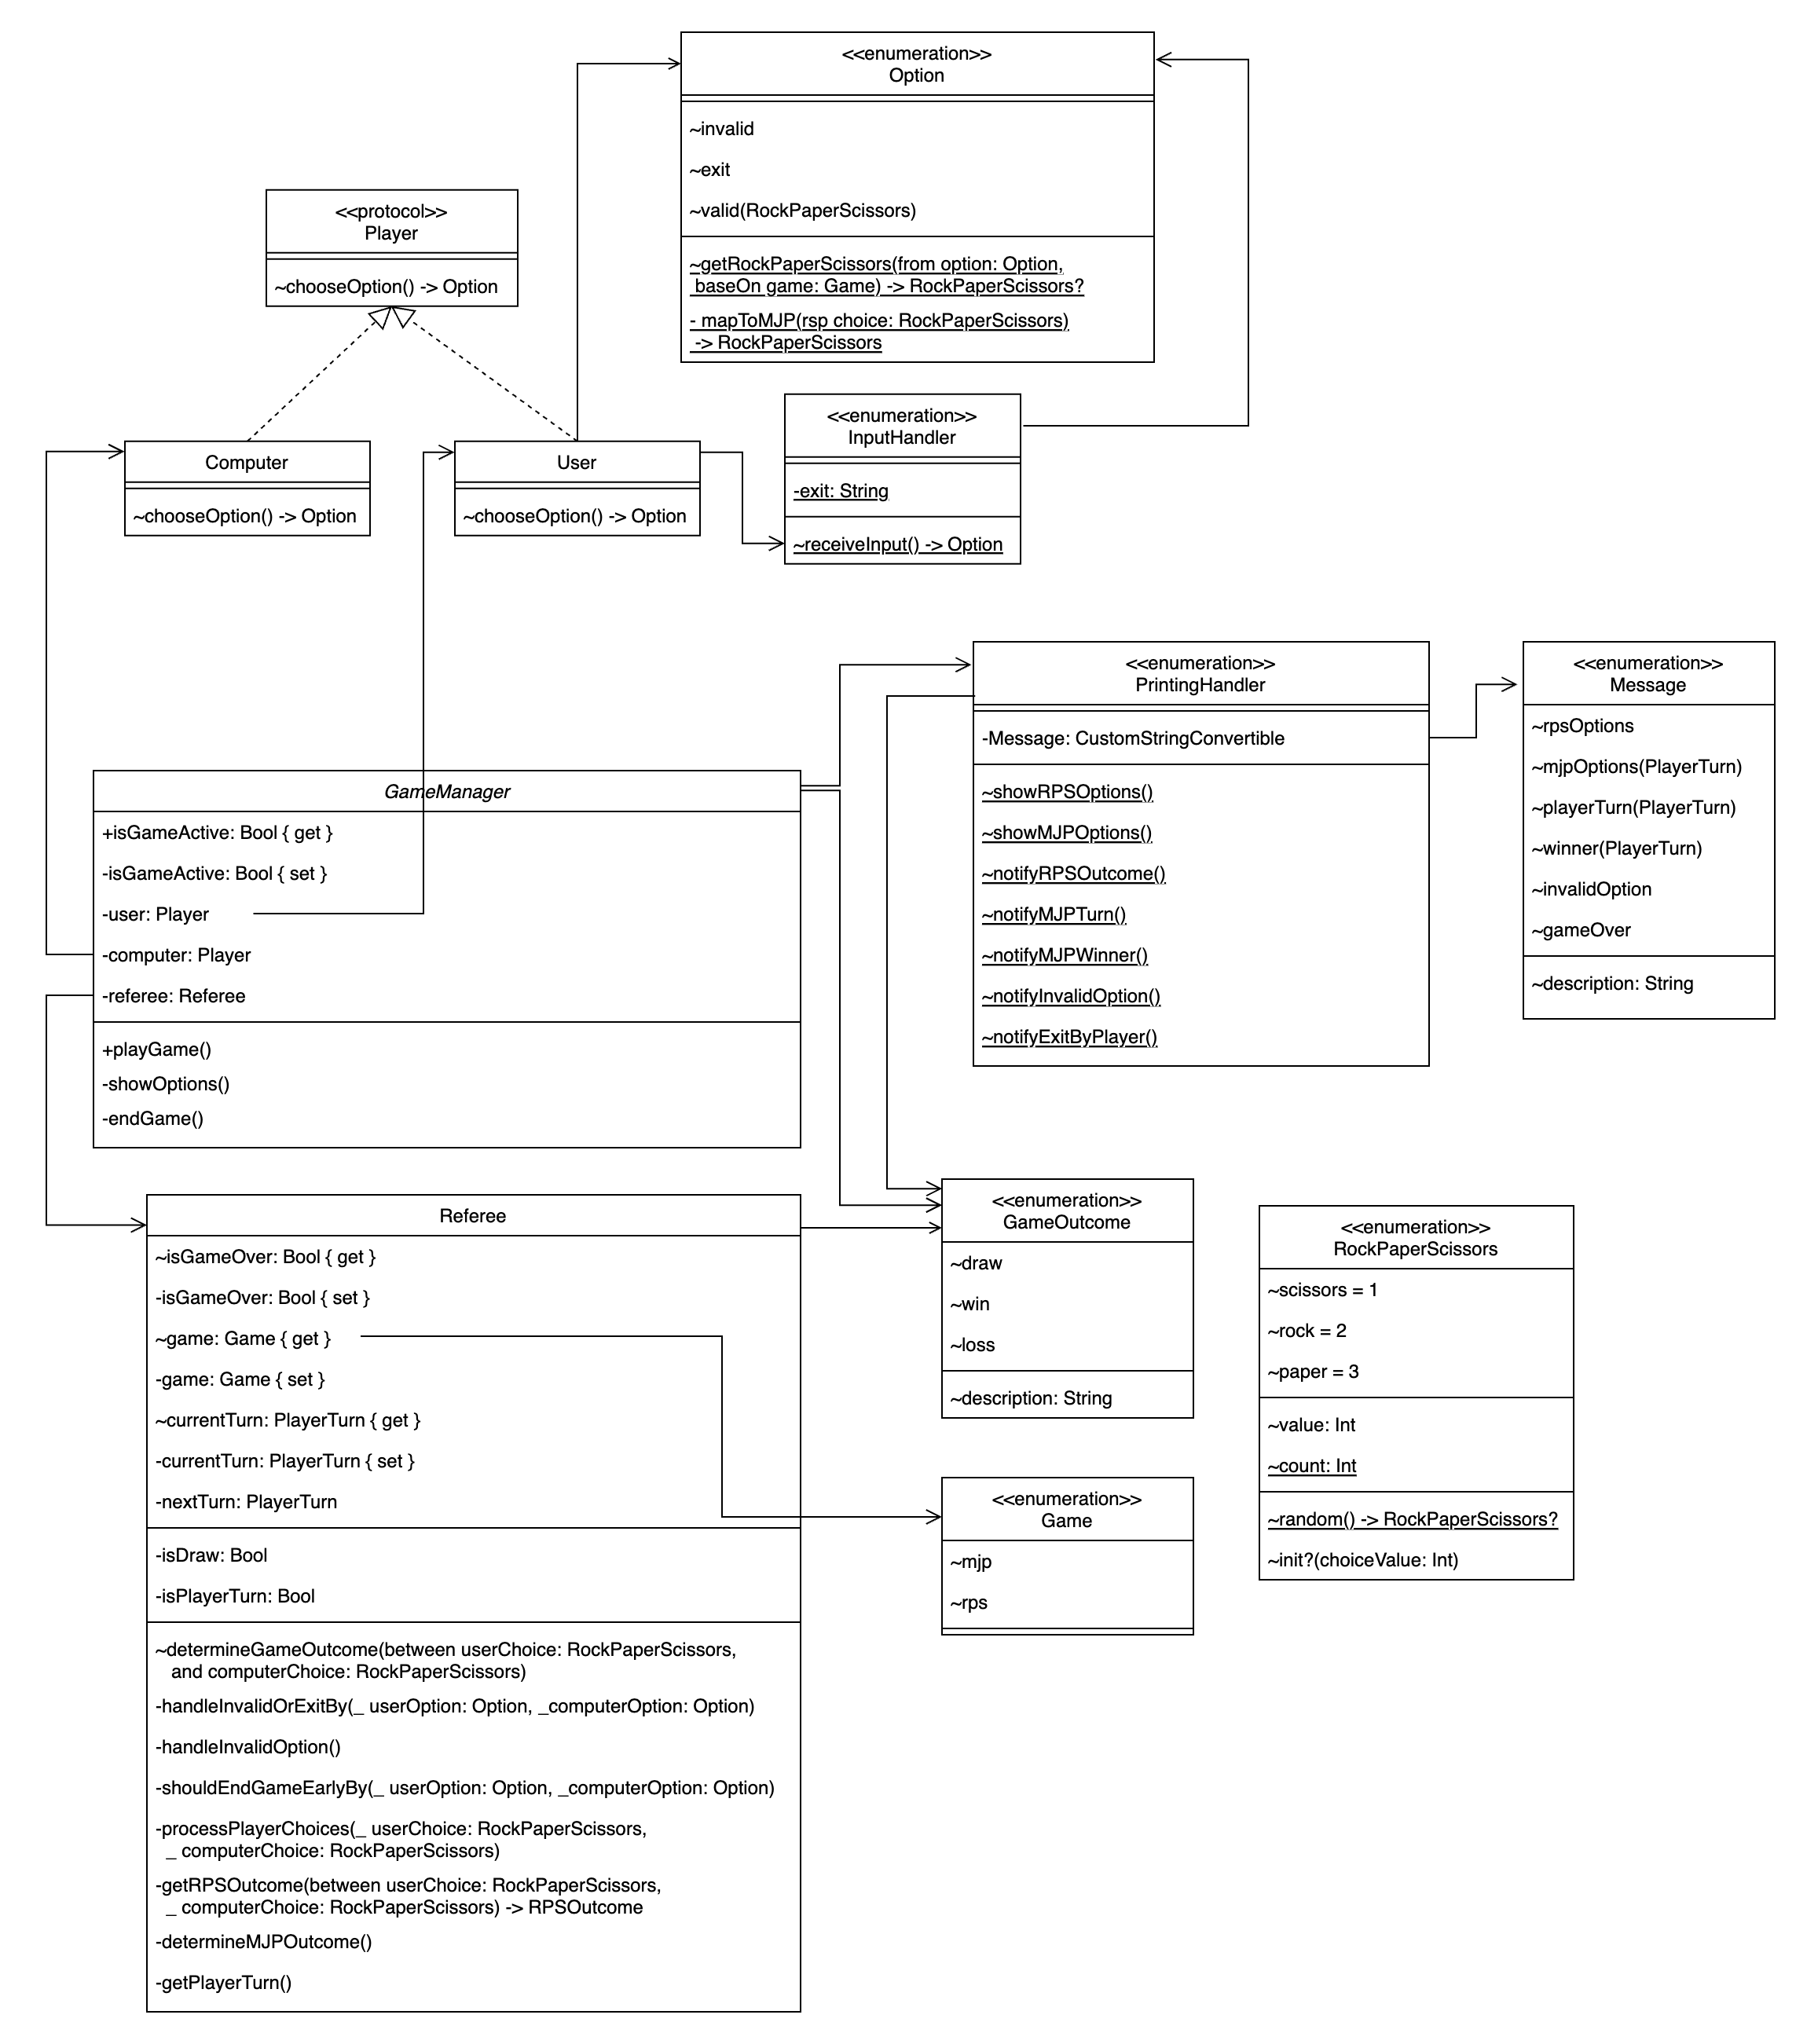 <<enumeration>>
Option
~invalid
~exit
~valid(RockPaperScissors)
~getRockPaperScissors(from option: Option,
baseOn game: Game) -> RockPaperScissors?
- mapToMJP(rsp choice: RockPaperScissors)
-> RockPaperScissors
<<protocol>>
Player
~chooseOption() -> Option
<<enumeration>>
InputHandler
-exit: String
~receiveInput() -> Option
Computer
~chooseOption() -> Option
User
~chooseOption() -> Option
<<enumeration>>
PrintingHandler
-Message: CustomStringConvertible
~showRPSOptions()
~showMJPOptions()
~notifyRPSOutcome()
~notifyMJPTurn()
~notifyMJPWinner()
~notifyInvalidOption()
~notifyExitByPlayer()
<<enumeration>>
Message
~rpsOptions
~mjpOptions(PlayerTurn)
~playerTurn(PlayerTurn)
~winner(PlayerTurn)
~invalidOption
~gameOver
~description: String
GameManager
+isGameActive: Bool { get }
-isGameActive: Bool { set }
-user: Player
-computer: Player
-referee: Referee
+playGame()
-showOptions()
-endGame()
Referee
~isGameOver: Bool { get }
-isGameOver: Bool { set }
~game: Game { get }
-game: Game { set }
~currentTurn: PlayerTurn { get }
-currentTurn: PlayerTurn { set }
-nextTurn: PlayerTurn
-isDraw: Bool
-isPlayerTurn: Bool
~determineGameOutcome(between userChoice: RockPaperScissors,
and computerChoice: RockPaperScissors)
-handleInvalidOrExitBy(_ userOption: Option, _computerOption: Option)
-handleInvalidOption()
-shouldEndGameEarlyBy(_ userOption: Option, _computerOption: Option)
-processPlayerChoices(_ userChoice: RockPaperScissors,
_ computerChoice: RockPaperScissors)
-getRPSOutcome(between userChoice: RockPaperScissors,
_ computerChoice: RockPaperScissors) -> RPSOutcome
-determineMJPOutcome()
-getPlayerTurn()
<<enumeration>>
GameOutcome
~draw
~win
~loss
~description: String
<<enumeration>>
Game
~mjp
~rps
<<enumeration>>
RockPaperScissors
~scissors = 1
~rock = 2
~paper = 3
~value: Int
~count: Int
~random() -> RockPaperScissors?
~init?(choiceValue: Int)